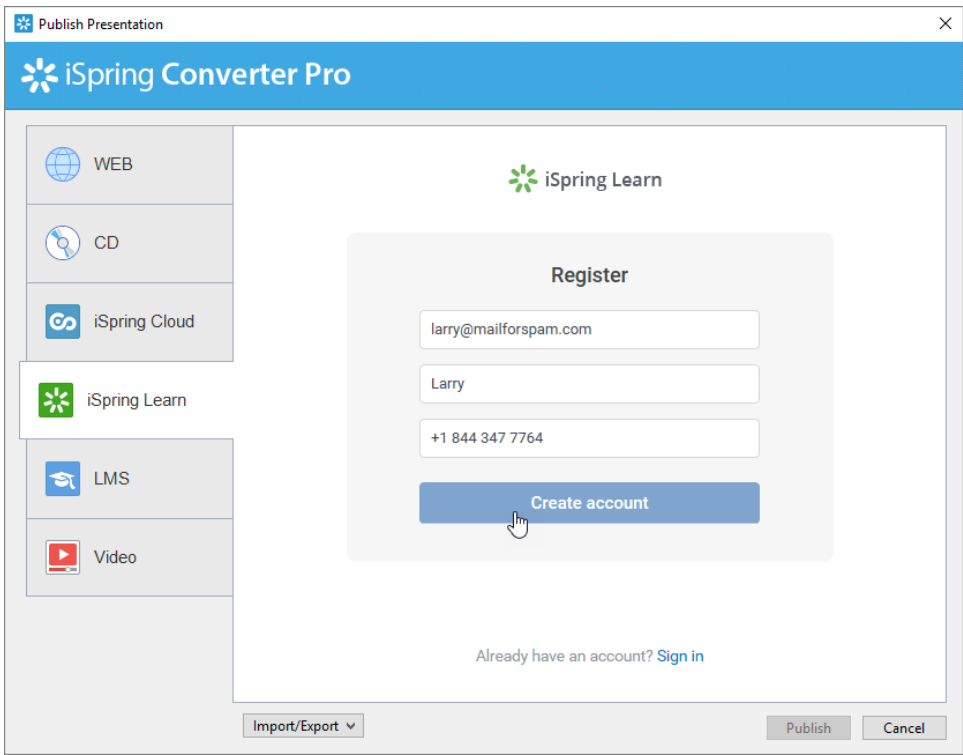 Publish Presentation
iSpring Converter Pro
WEB
CD
iSpring Cloud
iSpring Learn
LMS
Video
iSpring Learn
Register
larry@mailforspam.com
Larry
+1 844 347 7764
Create account
Already have an account? Sign in
Import/Export
Publish
Cancel